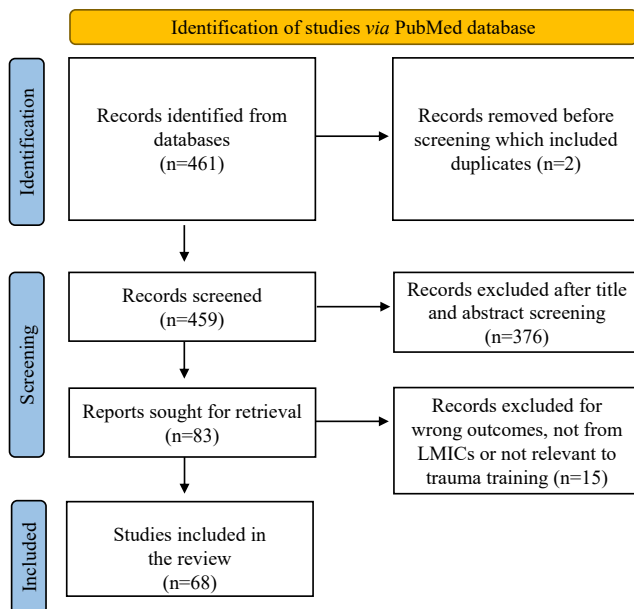 Identification of studies via PubMed database
Identification
Records identified from
databases
(n=461)
Records removed before
screening which included
duplicates (n=2)
Screening
Records screened
(n=459)
Records excluded after title
and abstract screening
(n=376)
Reports sought for retrieval
(n=83)
Records excluded for
wrong outcomes, not from
LMICs or not relevant to
trauma training (n=15)
Included
Studies included in
the review
(n=68)